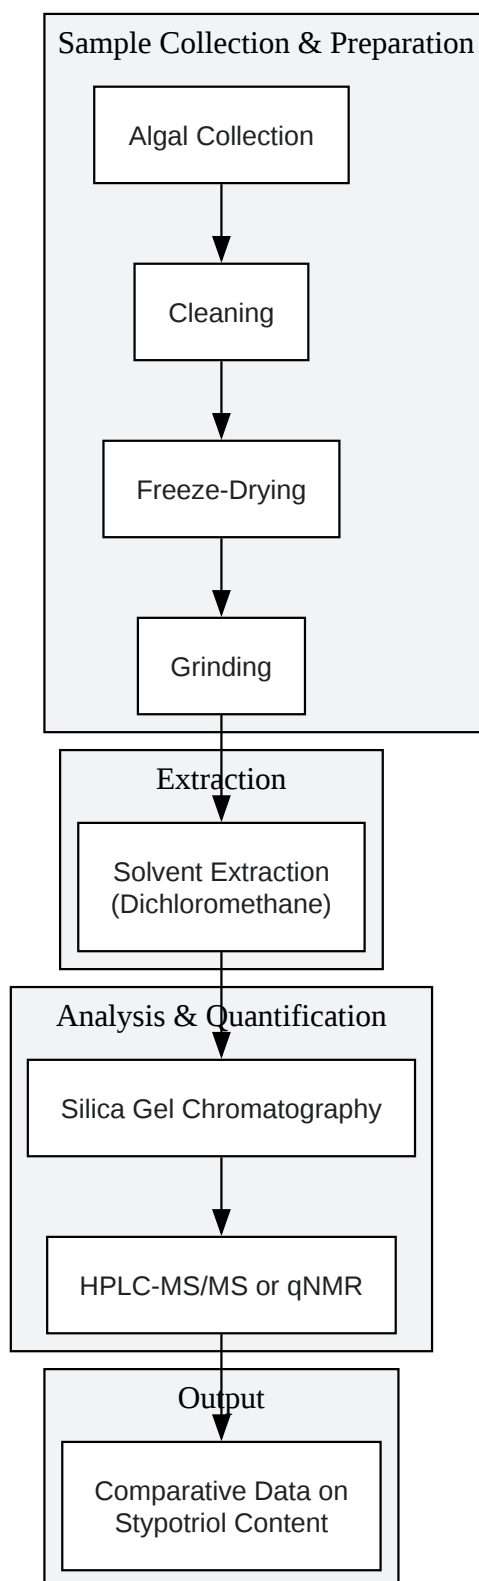 Sample Collection & Preparation
Algal Collection
Cleaning
Freeze-Drying
Grinding
Extraction
Solvent Extraction
(Dichloromethane)
Analysis & Quantification
Silica Gel Chromatography
HPLC-MS/MS or qNMR
Output
Comparative Data on
Stypotriol Content